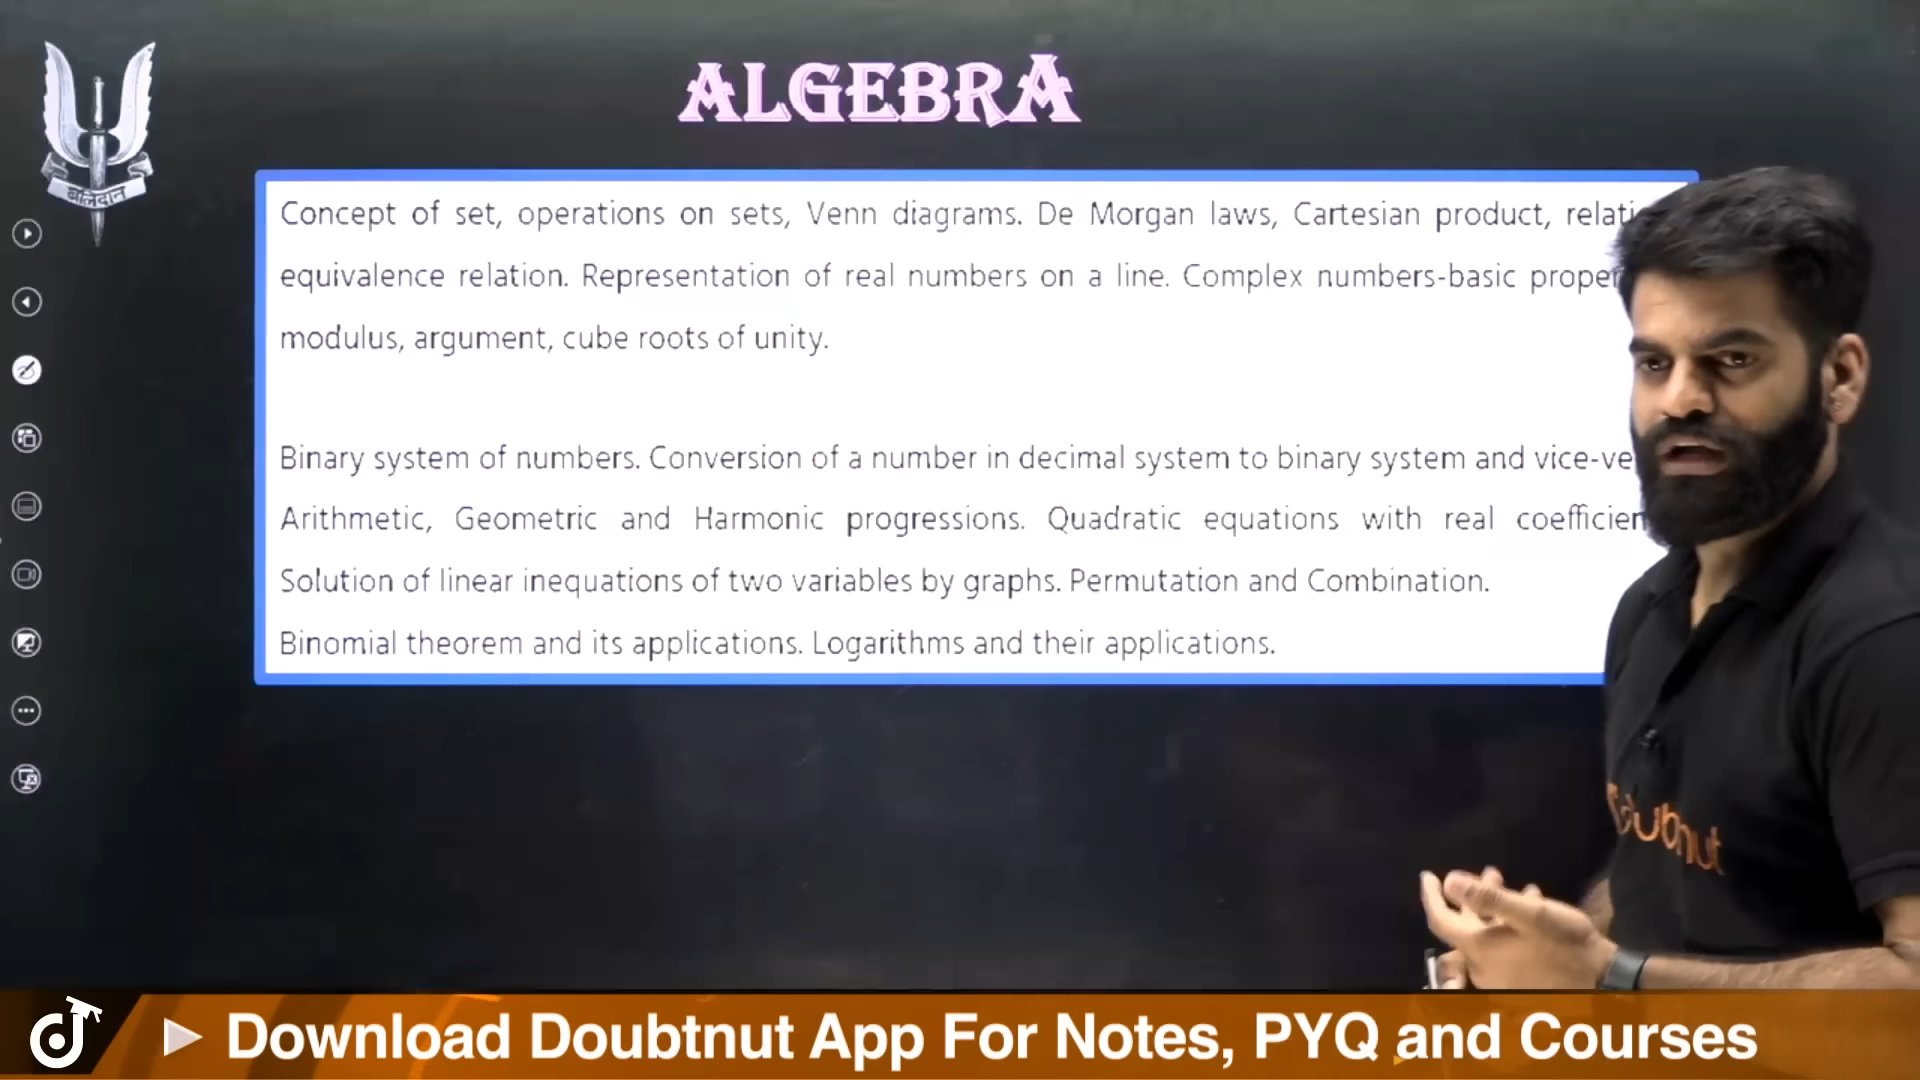 ALGEBRA
बलिदान
Concept of set, operations on sets, Venn diagrams. De Morgan laws, Cartesian product,
equivalence relation. Representation of real numbers on a line. Complex numbers-basic
modulus, argument, cube roots of unity.
Binary system of numbers. Conversion of a number in decimal system to binary system and
Arithmetic, Geometric and Harmonic progressions. Quadratic equations with real
Solution of linear inequations of two variables by graphs. Permutation and Combination.
Binomial theorem and its applications. Logarithms and their applications.
doubtnut
Download Doubtnut App For Notes, PYQ and Courses